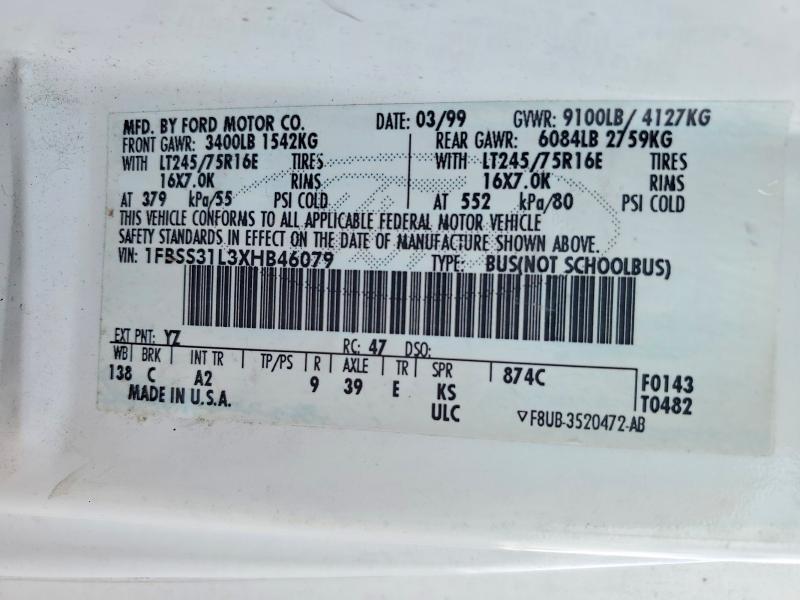 MFD. BY FORD MOTOR CO. DATE: 03/99 GVWR: 9100LB/ 4127KG
FRONT GAWR: 3400LB 1542KG REAR GAWR: 6084LB 2759KG
WITH LT245/75R16E TIRES WITH LT245/75R16E TIRES
16X7.0K RIMS 16X7.0K RIMS
AT 379 kPa/55 PSI COLD AT 552 kPa/80 PSI COLD
THIS VEHICLE CONFORMS TO ALL APPLICABLE FEDERAL MOTOR VEHICLE
SAFETY STANDARDS IN EFFECT ON THE DATE OF MANUFACTURE SHOWN ABOVE.
VIN: 1FBSS31L3XHB46079 TYPE: BUS(NOT SCHOOLBUS)
EXT PNT: YZ RC: 47 DSO:
WB BRK INT TR TP/PS R AXLE TR SPR 874C F0143
138 C A2 9 39 E KS T0482
MADE IN U.S.A. ULC ▽F8UB-3520472-AB